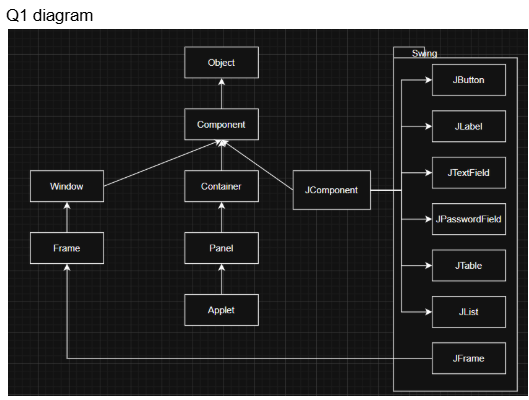 Q1 diagram
Swing
Object
JButton
Component
JLabel
Window
Container
JComponent
JTextField
JPasswordField
Frame
Panel
JTable
Applet
JList
JFrame